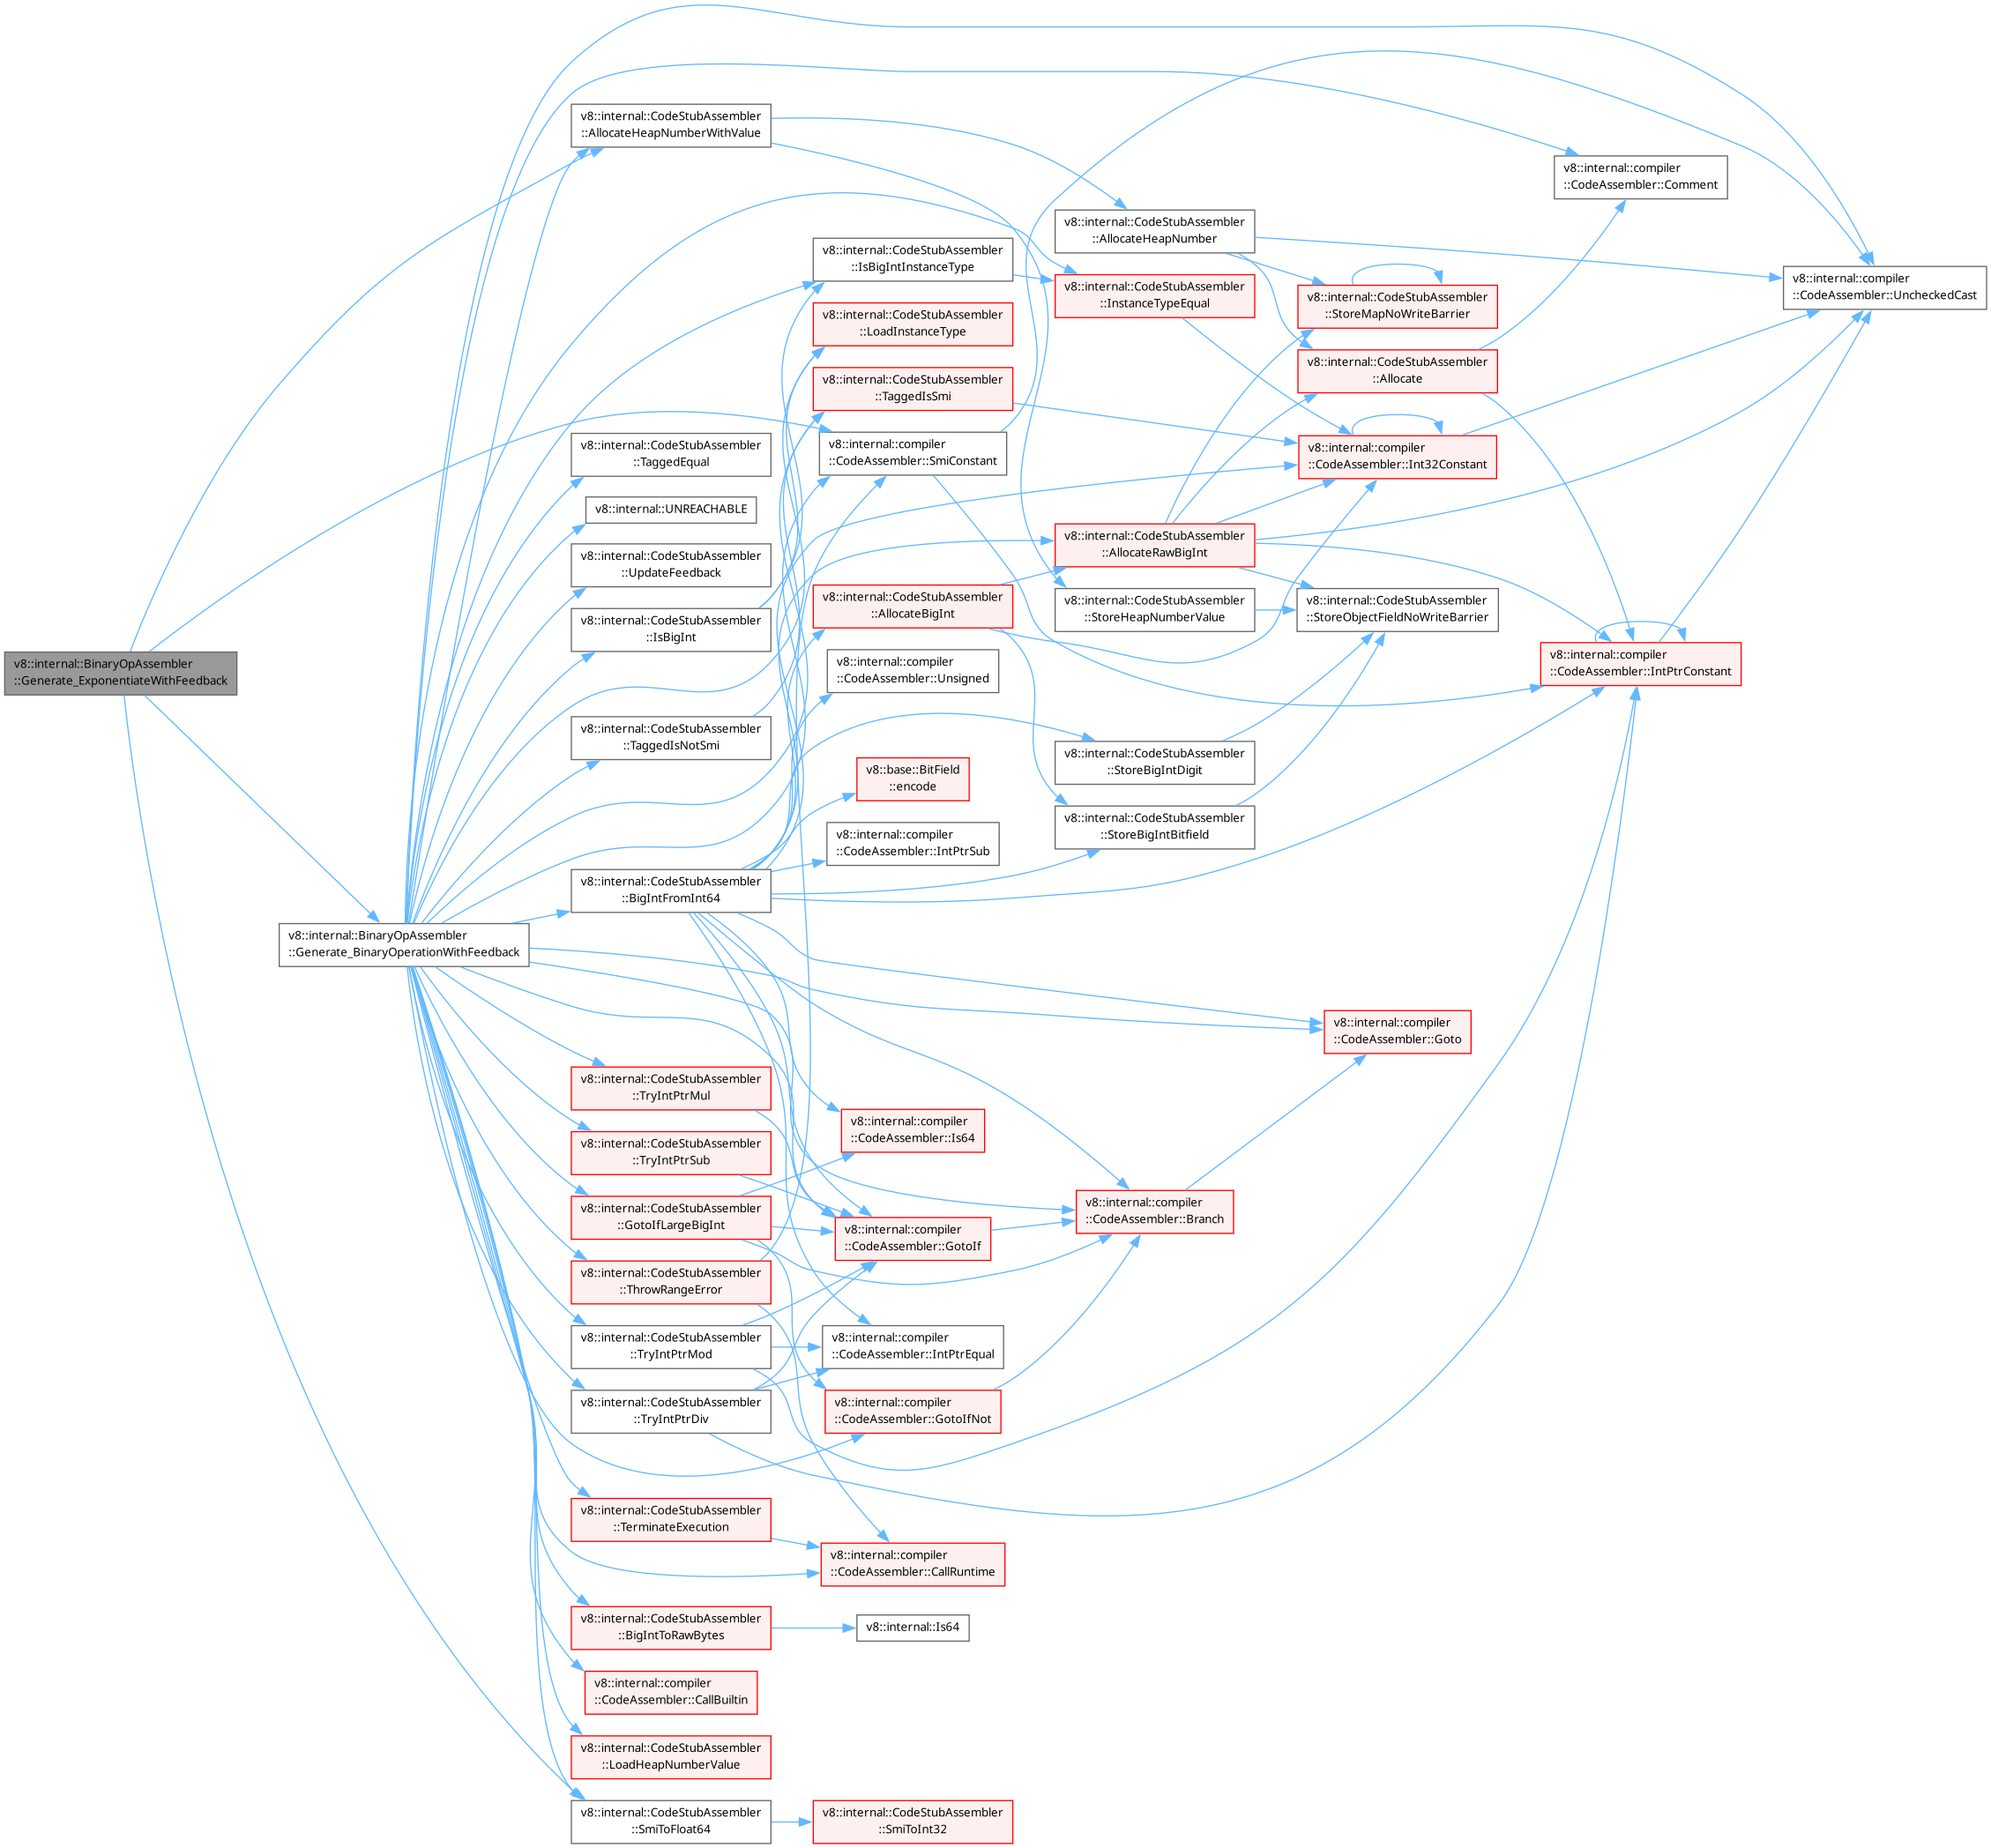 v8::internal::BinaryOpAssembler
::Generate_ExponentiateWithFeedback
v8::internal::BinaryOpAssembler
::Generate_BinaryOperationWithFeedback
v8::internal::CodeStubAssembler
::AllocateHeapNumberWithValue
v8::internal::CodeStubAssembler
::TaggedEqual
v8::internal::UNREACHABLE
v8::internal::CodeStubAssembler
::UpdateFeedback
v8::internal::CodeStubAssembler
::IsBigInt
v8::internal::CodeStubAssembler
::TaggedIsNotSmi
v8::internal::CodeStubAssembler
::BigIntFromInt64
v8::internal::CodeStubAssembler
::TryIntPtrMul
v8::internal::CodeStubAssembler
::TryIntPtrSub
v8::internal::CodeStubAssembler
::GotoIfLargeBigInt
v8::internal::CodeStubAssembler
::ThrowRangeError
v8::internal::CodeStubAssembler
::TryIntPtrMod
v8::internal::CodeStubAssembler
::TryIntPtrDiv
v8::internal::CodeStubAssembler
::TerminateExecution
v8::internal::CodeStubAssembler
::BigIntToRawBytes
v8::internal::compiler
::CodeAssembler::CallBuiltin
v8::internal::CodeStubAssembler
::LoadHeapNumberValue
v8::internal::CodeStubAssembler
::SmiToFloat64
v8::internal::CodeStubAssembler
::IsBigIntInstanceType
v8::internal::CodeStubAssembler
::LoadInstanceType
v8::internal::CodeStubAssembler
::TaggedIsSmi
v8::internal::compiler
::CodeAssembler::SmiConstant
v8::internal::CodeStubAssembler
::AllocateBigInt
v8::internal::compiler
::CodeAssembler::Unsigned
v8::base::BitField
::encode
v8::internal::compiler
::CodeAssembler::IntPtrSub
v8::internal::compiler
::CodeAssembler::Is64
v8::internal::compiler
::CodeAssembler::GotoIf
v8::internal::compiler
::CodeAssembler::IntPtrEqual
v8::internal::compiler
::CodeAssembler::GotoIfNot
v8::internal::compiler
::CodeAssembler::CallRuntime
v8::internal::Is64
v8::internal::CodeStubAssembler
::SmiToInt32
v8::internal::CodeStubAssembler
::AllocateHeapNumber
v8::internal::CodeStubAssembler
::InstanceTypeEqual
v8::internal::CodeStubAssembler
::AllocateRawBigInt
v8::internal::CodeStubAssembler
::StoreHeapNumberValue
v8::internal::CodeStubAssembler
::StoreBigIntDigit
v8::internal::CodeStubAssembler
::StoreBigIntBitfield
v8::internal::compiler
::CodeAssembler::Branch
v8::internal::CodeStubAssembler
::StoreMapNoWriteBarrier
v8::internal::CodeStubAssembler
::Allocate
v8::internal::compiler
::CodeAssembler::Int32Constant
v8::internal::CodeStubAssembler
::StoreObjectFieldNoWriteBarrier
v8::internal::compiler
::CodeAssembler::Goto
v8::internal::compiler
::CodeAssembler::Comment
v8::internal::compiler
::CodeAssembler::IntPtrConstant
v8::internal::compiler
::CodeAssembler::UncheckedCast